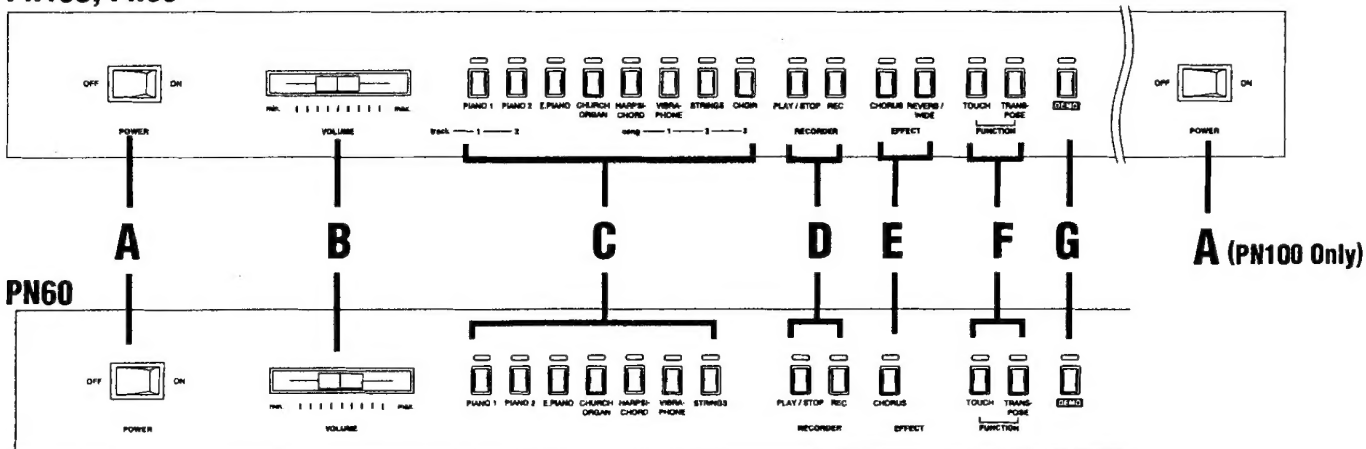 OFF ON
POWER
min. max.
VOLUME
PIANO 1 PIANO 2 E.PIANO CHURCH ORGAN HARPSI-CHORD VIBRA-PHONE STRINGS CHOIR
track 1 2 song 1 2 3
PLAY / STOP REC
RECORDER
CHORUS REVERB / WIDE
EFFECT
TOUCH TRANS-POSE
FUNCTION
DEMO
OFF ON
POWER
A B C D E F G A (PN100 Only)
PN60
OFF ON
POWER
min. max.
VOLUME
PIANO 1 PIANO 2 E.PIANO CHURCH ORGAN HARPSI-CHORD VIBRA-PHONE STRINGS
PLAY / STOP REC
RECORDER
CHORUS
EFFECT
TOUCH TRANS-POSE
FUNCTION
DEMO